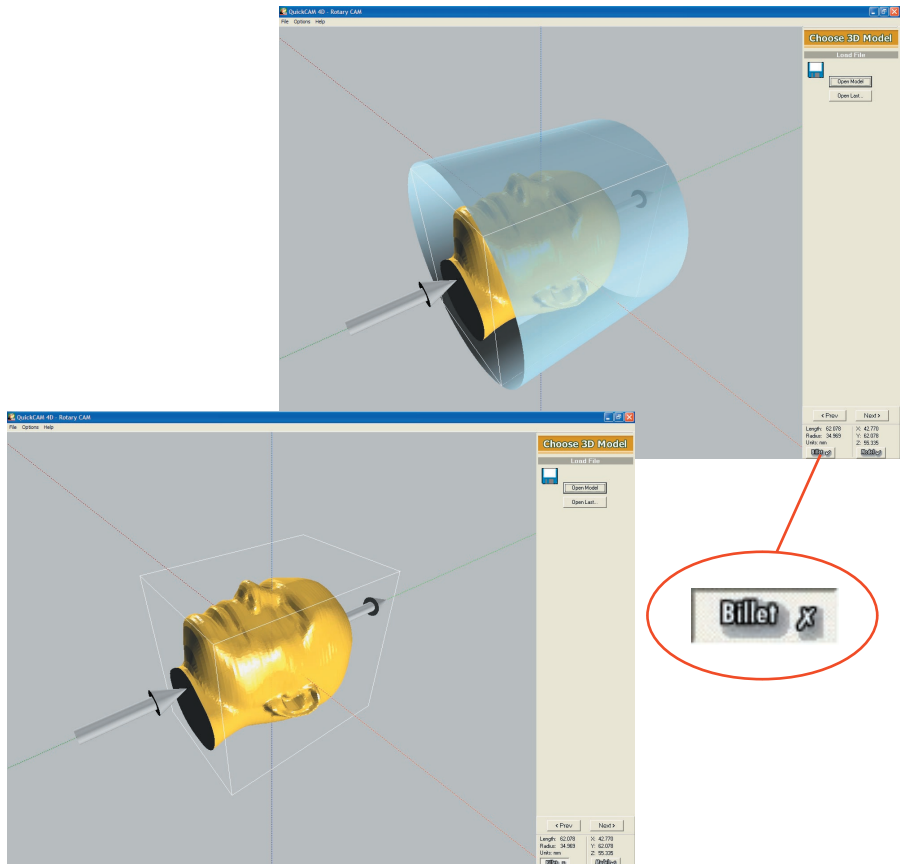 QuickCAM 4D - Rotary CAM
File Options Help
Choose 3D Model
Load File
Open Model
Open Last...
< Prev Next >
Length: 62.078 X: 42.770
Radius: 34.969 Y: 62.078
Units: mm Z: 55.335
Billet x Model x
QuickCAM 4D - Rotary CAM
File Options Help
Choose 3D Model
Load File
Open Model
Open Last...
< Prev Next >
Length: 62.078 X: 42.770
Radius: 34.969 Y: 62.078
Units: mm Z: 55.335
Billet x